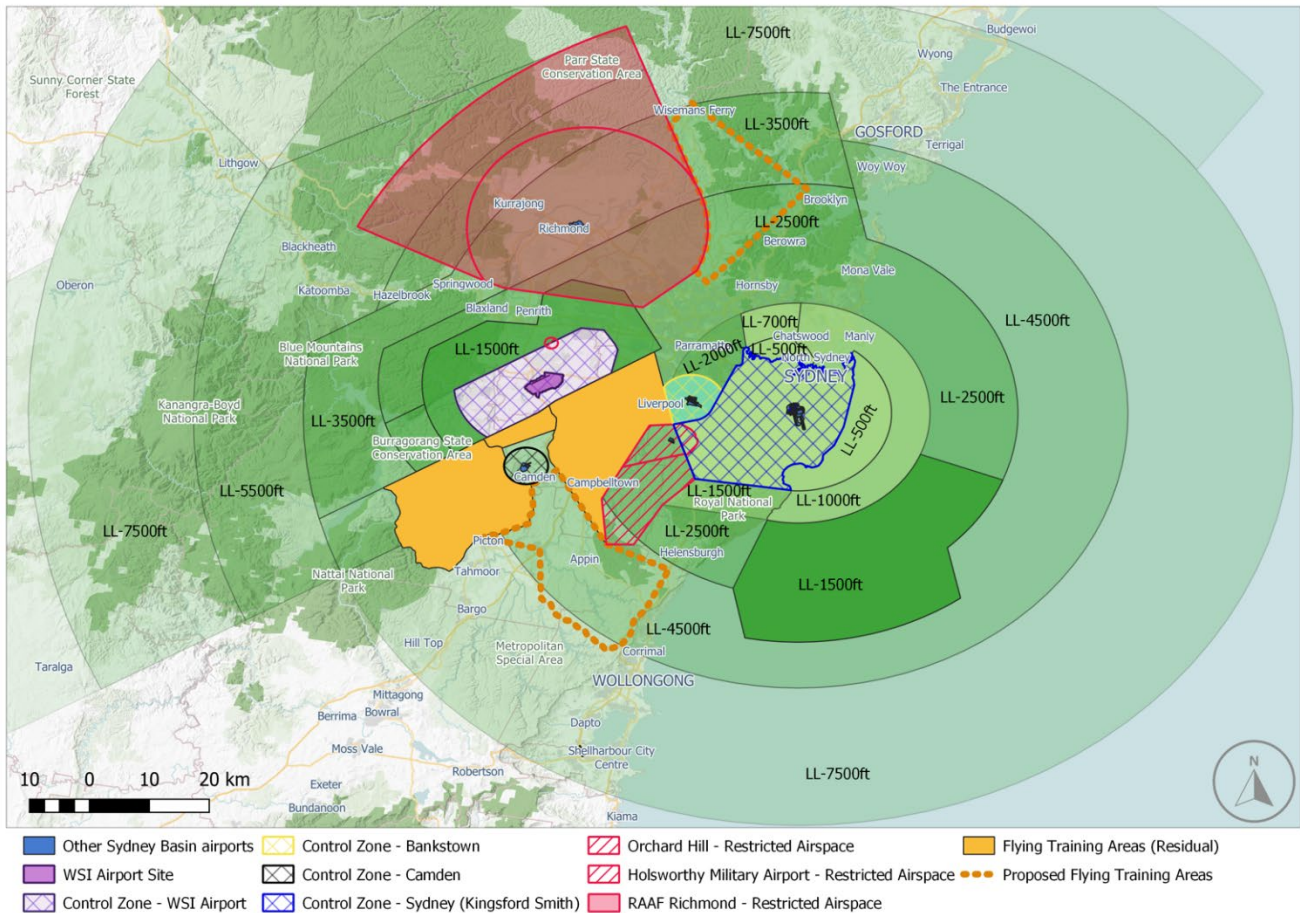 LL-7500ft
Budgewoi
Parr State
Conservation Area
Wyong
Sunny Corner State
Forest
The Entrance
Wisemans Ferry
LL-3500ft
GOSFORD
Terrigal
Lithgow
Woy Woy
Kurrajong
Brooklyn
Richmond
LL-2500ft
Berowra
Blackheath
Mona Vale
Oberon
Springwood
Hornsby
Katoomba
Hazelbrook
Blaxland
Penrith
LL-4500ft
LL-700ft
Chatswood
Manly
Parramatta
LL-2000ft
LL-500ft
North Sydney
Blue Mountains
National Park
LL-1500ft
SYDNEY
Kanangra-Boyd
National Park
Liverpool
LL-2500ft
LL-3500ft
LL-500ft
Burragorang State
Conservation Area
LL-5500ft
Camden
Campbelltown
LL-1500ft
LL-1000ft
Royal National
Park
LL-7500ft
LL-2500ft
Picton
Helensburgh
Appin
Nattai National
Park
Tahmoor
LL-1500ft
Bargo
LL-4500ft
Hill Top
Metropolitan
Special Area
Corrimal
Taralga
WOLLONGONG
Mittagong
Berrima
Bowral
Dapto
Moss Vale
Shellharbour City
Centre
Robertson
LL-7500ft
10 0 10 20 km
Exeter
Bundanoon
Kiama
N
Other Sydney Basin airports
WSI Airport Site
Control Zone - WSI Airport
Control Zone - Bankstown
Control Zone - Camden
Control Zone - Sydney (Kingsford Smith)
Orchard Hill - Restricted Airspace
Holsworthy Military Airport - Restricted Airspace
RAAF Richmond - Restricted Airspace
Flying Training Areas (Residual)
Proposed Flying Training Areas